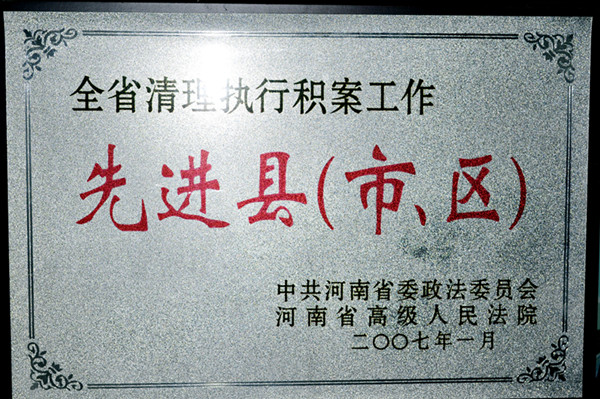 全省清理执行积案工作
先进县(市、区)
中共河南省委政法委员会
河南省高级人民法院
二〇〇七年一月